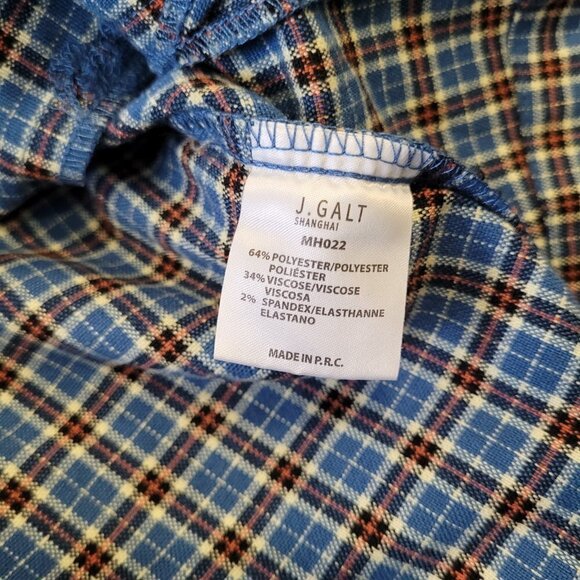 J.GALT
SHANGHAI
MH022
64% POLYESTER/POLYESTER
POLIÉSTER
34% VISCOSE/VISCOSE
VISCOSA
2% SPANDEX/ELASTHANNE
ELASTANO
MADE IN P.R.C.